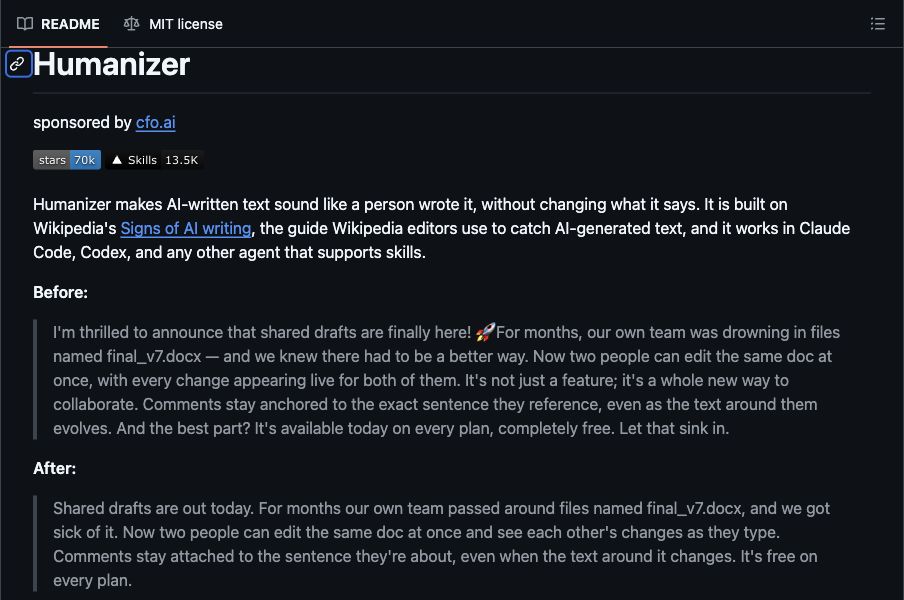 README
MIT license
Humanizer
sponsored by cfo.ai
stars 70k ▲ Skills 13.5K
Humanizer makes AI-written text sound like a person wrote it, without changing what it says. It is built on
Wikipedia's Signs of AI writing, the guide Wikipedia editors use to catch AI-generated text, and it works in Claude
Code, Codex, and any other agent that supports skills.
Before:
I'm thrilled to announce that shared drafts are finally here! 🚀For months, our own team was drowning in files
named final_v7.docx — and we knew there had to be a better way. Now two people can edit the same doc at
once, with every change appearing live for both of them. It's not just a feature; it's a whole new way to
collaborate. Comments stay anchored to the exact sentence they reference, even as the text around them
evolves. And the best part? It's available today on every plan, completely free. Let that sink in.
After:
Shared drafts are out today. For months our own team passed around files named final_v7.docx, and we got
sick of it. Now two people can edit the same doc at once and see each other's changes as they type.
Comments stay attached to the sentence they're about, even when the text around it changes. It's free on
every plan.